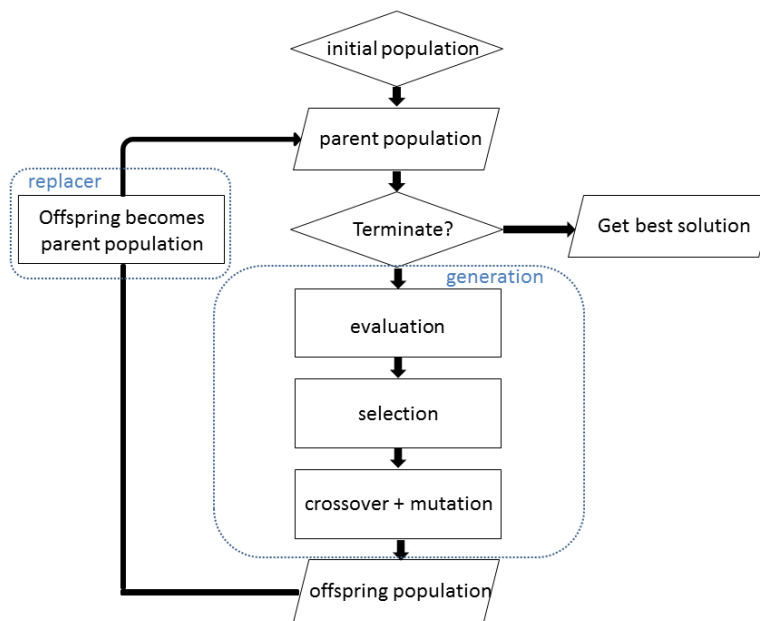 initial population
parent population
replacer
Offspring becomes
parent population
Terminate?
Get best solution
generation
evaluation
selection
crossover + mutation
offspring population